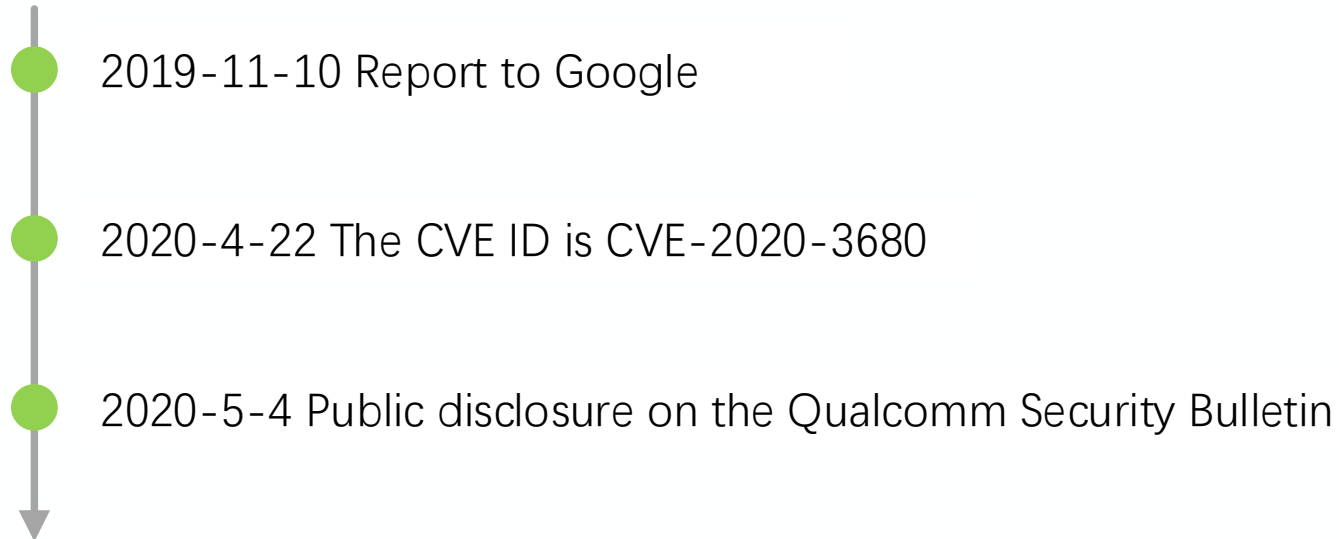 2019-11-10 Report to Google
2020-4-22 The CVE ID is CVE-2020-3680
2020-5-4 Public disclosure on the Qualcomm Security Bulletin